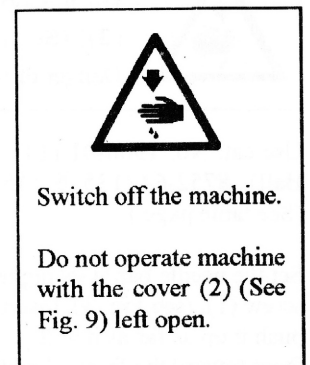 Switch off the machine.
Do not operate machine
with the cover (2) (See
Fig. 9) left open.